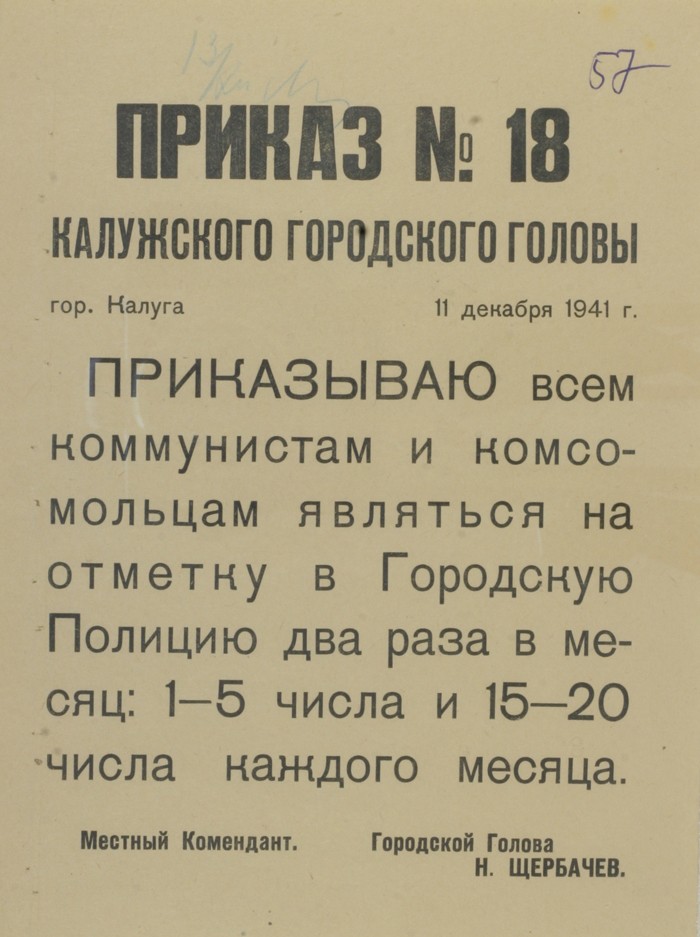 57
ПРИКАЗ № 18
КАЛУЖСКОГО ГОРОДСКОГО ГОЛОВЫ
гор. Калуга 11 декабря 1941 г.
ПРИКАЗЫВАЮ всем
коммунистам и комсо-
мольцам являться на
отметку в Городскую
Полицию два раза в ме-
сяц: 1—5 числа и 15—20
числа каждого месяца.
Местный Комендант. Городской Голова
Н. ЩЕРБАЧЕВ.